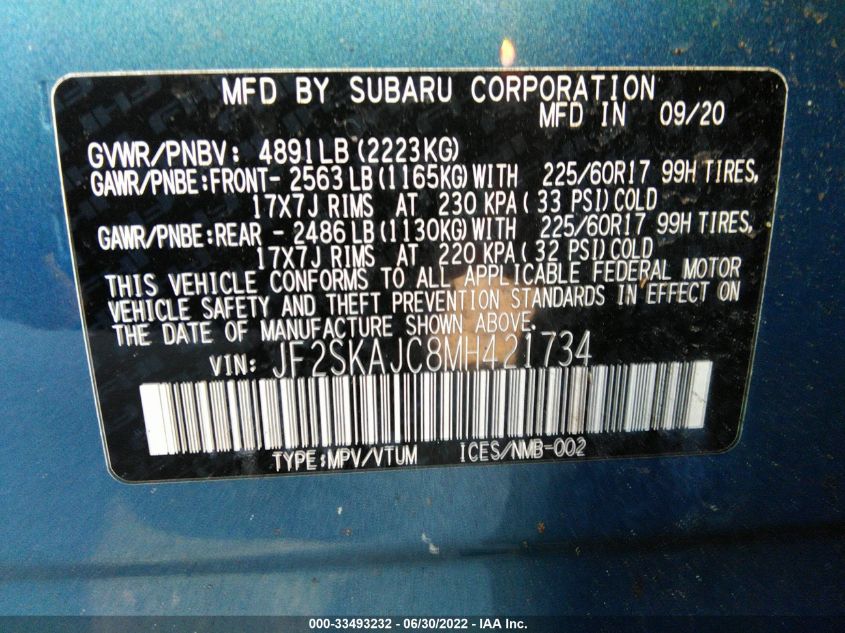 MFD BY SUBARU CORPORATION
MFD IN 09/20
GVWR/PNBV: 4891LB (2223KG)
GAWR/PNBE:FRONT- 2563LB(1165KG)WITH 225/60R17 99H TIRES,
17X7J RIMS AT 230 KPA( 33 PSI)COLD
GAWR/PNBE:REAR - 2486LB(1130KG)WITH 225/60R17 99H TIRES,
17X7J RIMS AT 220 KPA( 32 PSI)COLD
THIS VEHICLE CONFORMS TO ALL APPLICABLE FEDERAL MOTOR
VEHICLE SAFETY AND THEFT PREVENTION STANDARDS IN EFFECT ON
THE DATE OF MANUFACTURE SHOWN ABOVE.
VIN: JF2SKAJC8MH421734
TYPE:MPV/VTUM ICES/NMB-002
000-33493232 - 06/30/2022 - IAA Inc.